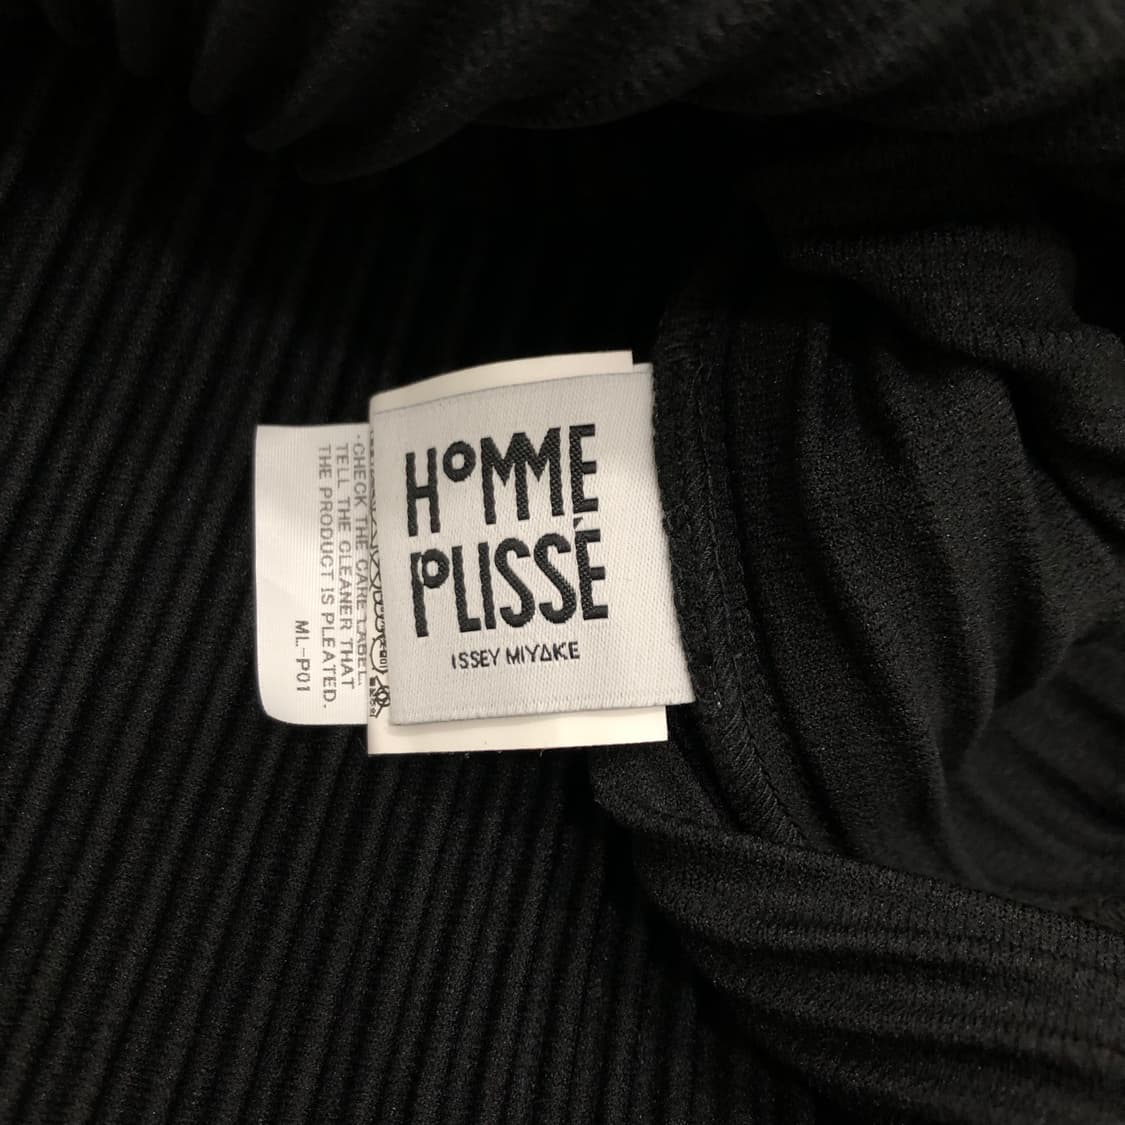 HOMME
PLISSÉ
ISSEY MIYAKE
·CHECK THE CARE LABEL.
TELL THE CLEANER THAT
THE PRODUCT IS PLEATED.
ML-P01